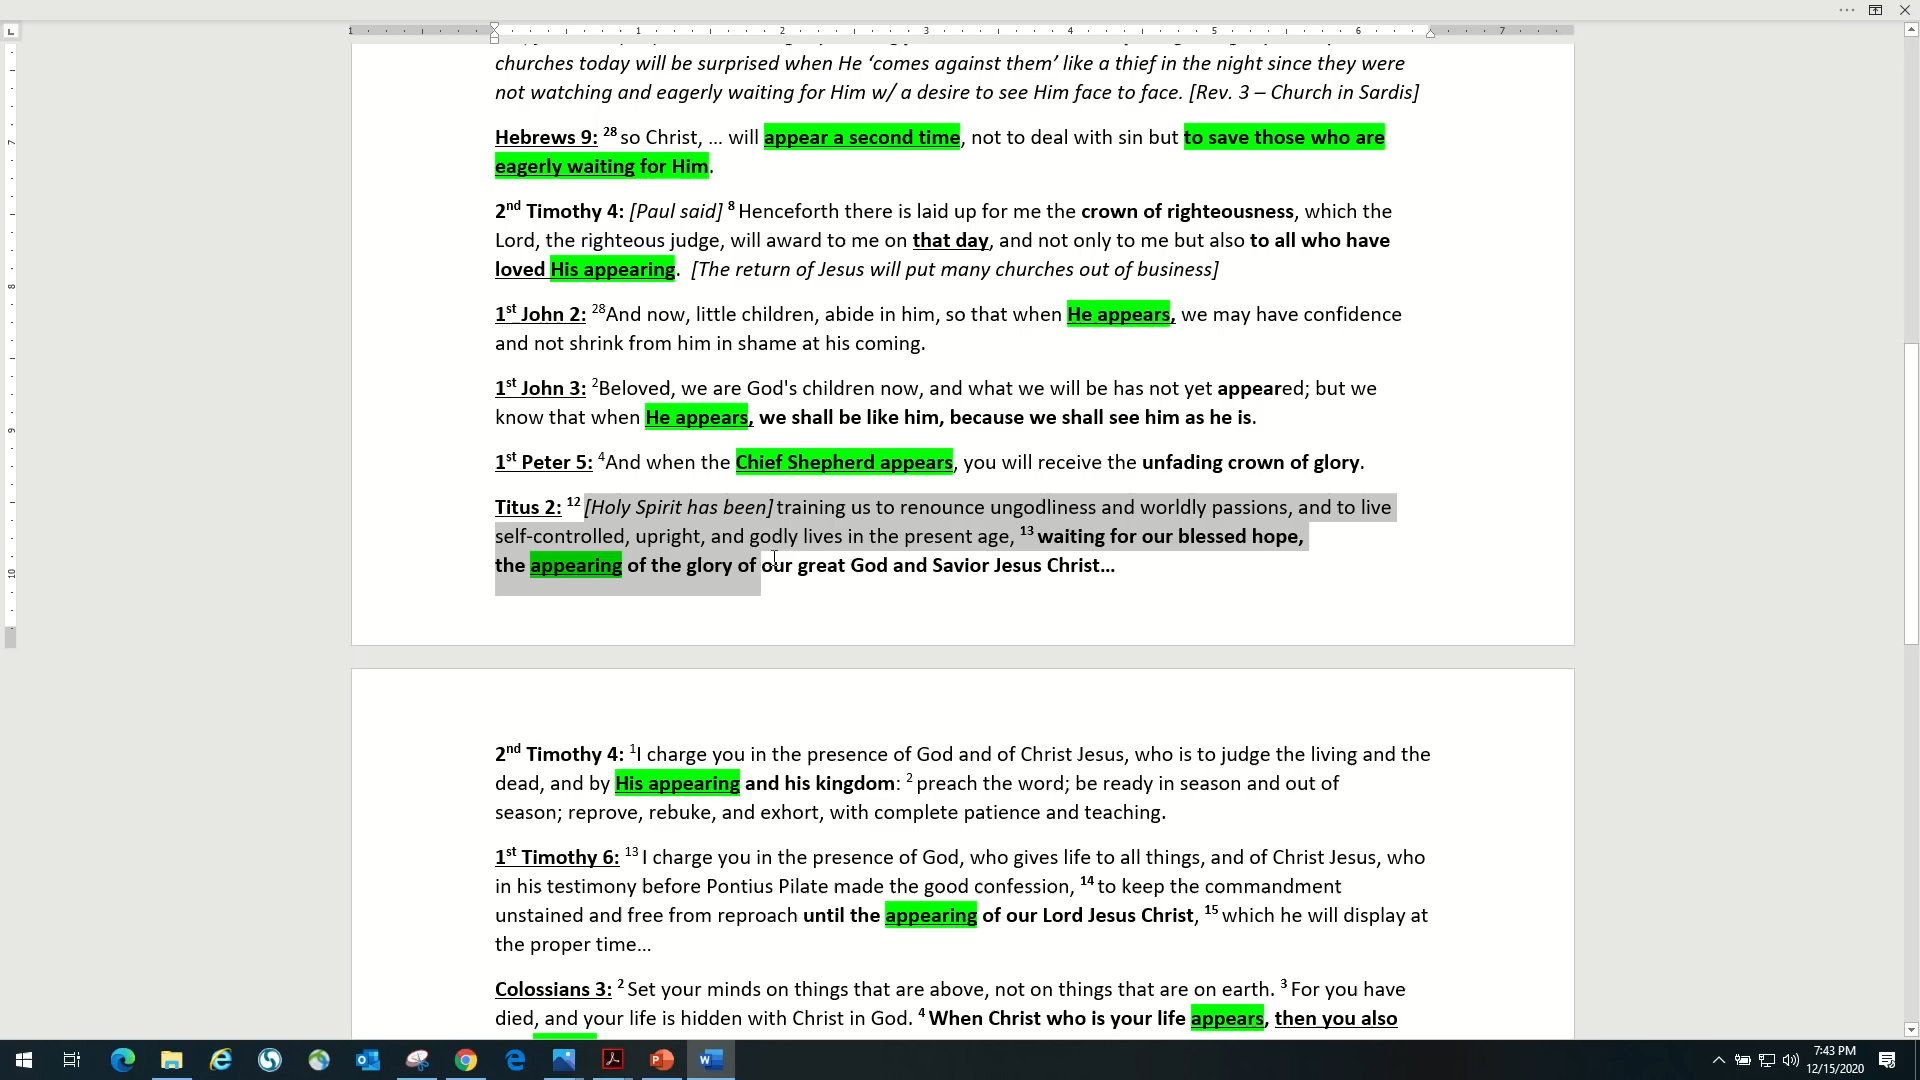 1 1 2 3 4 5 6 7
churches today will be surprised when He ‘comes against them’ like a thief in the night since they were
not watching and eagerly waiting for Him w/ a desire to see Him face to face. [Rev. 3 – Church in Sardis]
Hebrews 9: 28 so Christ, ... will appear a second time, not to deal with sin but to save those who are
eagerly waiting for Him.
2nd Timothy 4: [Paul said] 8 Henceforth there is laid up for me the crown of righteousness, which the
Lord, the righteous judge, will award to me on that day, and not only to me but also to all who have
loved His appearing. [The return of Jesus will put many churches out of business]
1st John 2: 28And now, little children, abide in him, so that when He appears, we may have confidence
and not shrink from him in shame at his coming.
1st John 3: 2Beloved, we are God's children now, and what we will be has not yet appeared; but we
know that when He appears, we shall be like him, because we shall see him as he is.
1st Peter 5: 4And when the Chief Shepherd appears, you will receive the unfading crown of glory.
Titus 2: 12 [Holy Spirit has been] training us to renounce ungodliness and worldly passions, and to live
self-controlled, upright, and godly lives in the present age, 13 waiting for our blessed hope,
the appearing of the glory of our great God and Savior Jesus Christ…
2nd Timothy 4: 1I charge you in the presence of God and of Christ Jesus, who is to judge the living and the
dead, and by His appearing and his kingdom: 2 preach the word; be ready in season and out of
season; reprove, rebuke, and exhort, with complete patience and teaching.
1st Timothy 6: 13 I charge you in the presence of God, who gives life to all things, and of Christ Jesus, who
in his testimony before Pontius Pilate made the good confession, 14 to keep the commandment
unstained and free from reproach until the appearing of our Lord Jesus Christ, 15 which he will display at
the proper time…
Colossians 3: 2 Set your minds on things that are above, not on things that are on earth. 3 For you have
died, and your life is hidden with Christ in God. 4 When Christ who is your life appears, then you also
7
8
9
10
7:43 PM
12/15/2020